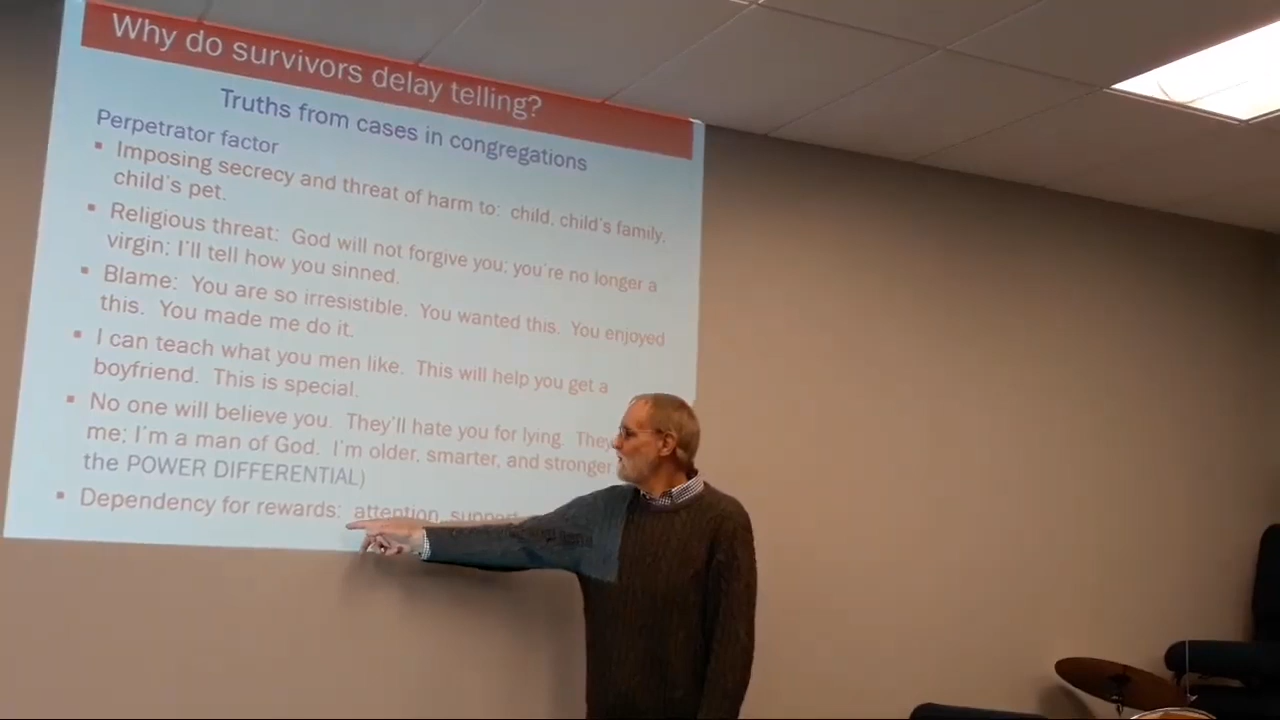 Why do survivors delay telling?
Truths from cases in congregations
Perpetrator factor
Imposing secrecy and threat of harm to: child, child's family,
child's pet.
Religious threat: God will not forgive you; you're no longer a
virgin; I'll tell how you sinned.
Blame: You are so irresistible. You wanted this. You enjoyed
this. You made me do it.
I can teach what you men like. This will help you get a
boyfriend. This is special.
No one will believe you. They'll hate you for lying.
me; I'm a man of God. I'm older, smarter, and stronger
the POWER DIFFERENTIAL)
Dependency for rewards: attention,